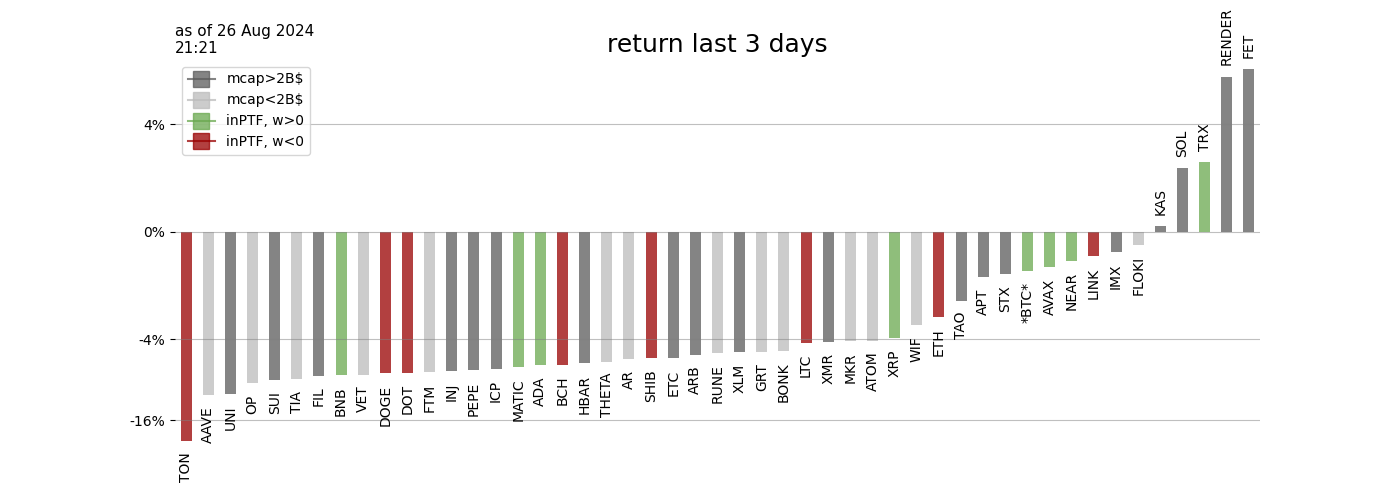 as of 26 Aug 2024
21:21
return last 3 days
mcap>2B$
mcap<2B$
inPTF, w>0
inPTF, w<0
4%
0%
-4%
-16%
TON
AAVE
UNI
OP
SUI
TIA
FIL
BNB
VET
DOGE
DOT
FTM
INJ
PEPE
ICP
MATIC
ADA
BCH
HBAR
THETA
AR
SHIB
ETC
ARB
RUNE
XLM
GRT
BONK
LTC
XMR
MKR
ATOM
XRP
WIF
ETH
TAO
APT
STX
*BTC*
AVAX
NEAR
LINK
IMX
FLOKI
KAS
SOL
TRX
RENDER
FET